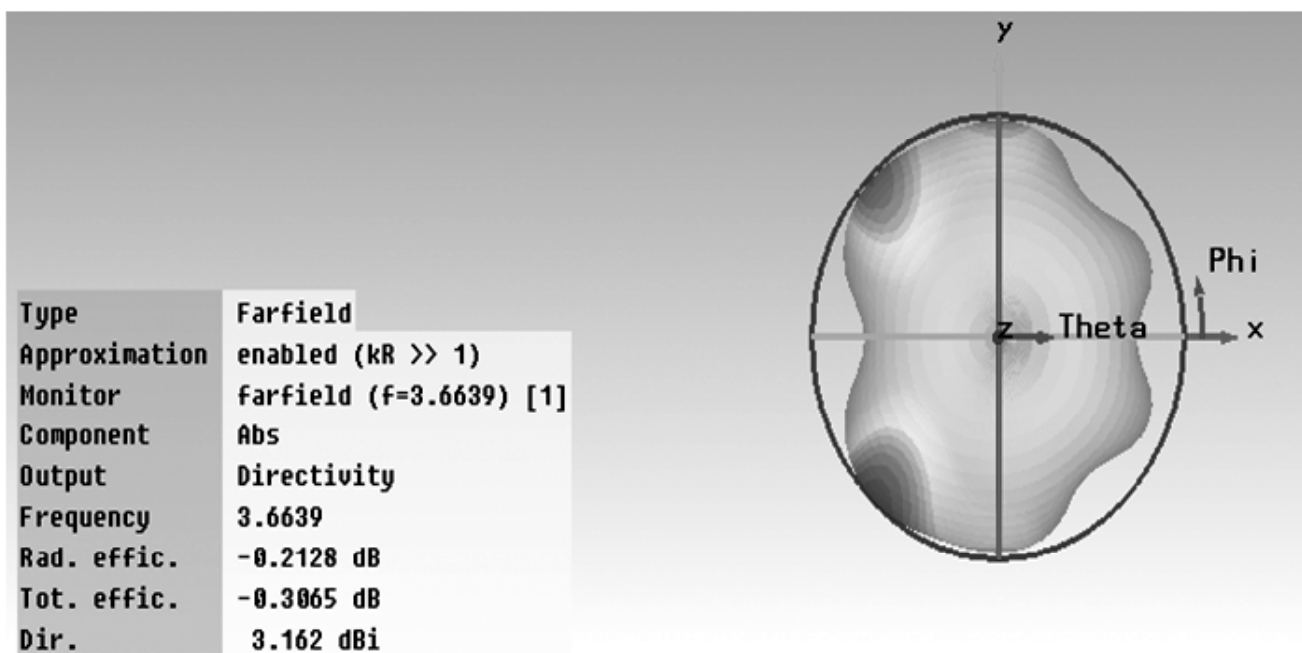 y
Phi
z Theta x
Type Farfield
Approximation enabled (kR >> 1)
Monitor farfield (f=3.6639) [1]
Component Abs
Output Directivity
Frequency 3.6639
Rad. effic. -0.2128 dB
Tot. effic. -0.3065 dB
Dir. 3.162 dBi